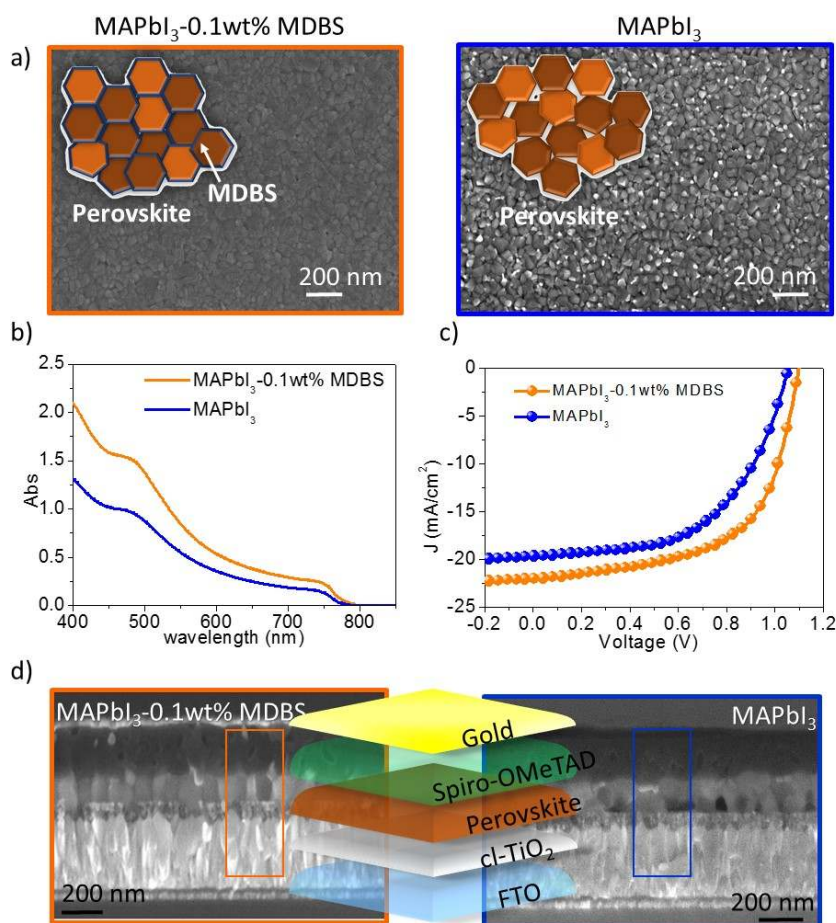 MAPbI₃-0.1wt% MDBS
MAPbI₃
a)
MDBS
Perovskite
200 nm
Perovskite
200 nm
b)
2.5
2.0
1.5
1.0
0.5
0.0
Abs
MAPbI₃-0.1wt% MDBS
MAPbI₃
400 500 600 700 800
wavelength (nm)
c)
0
-5
-10
-15
-20
-25
J (mA/cm²)
MAPbI₃-0.1wt% MDBS
MAPbI₃
-0.2 0.0 0.2 0.4 0.6 0.8 1.0 1.2
Voltage (V)
d)
MAPbI₃-0.1wt% MDBS
MAPbI₃
Gold
Spiro-OMeTAD
Perovskite
cl-TiO₂
FTO
200 nm
200 nm